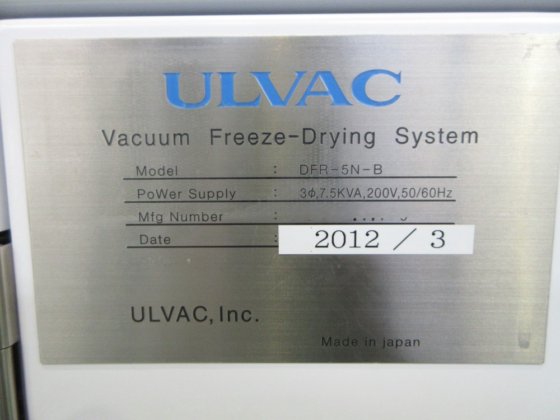 ULVAC
Vacuum Freeze-Drying System
Model : DFR-5N-B
PoWer Supply : 3Φ,7.5KVA,200V,50/60Hz
Mfg Number :
Date : 2012 / 3
ULVAC, Inc.
Made in japan